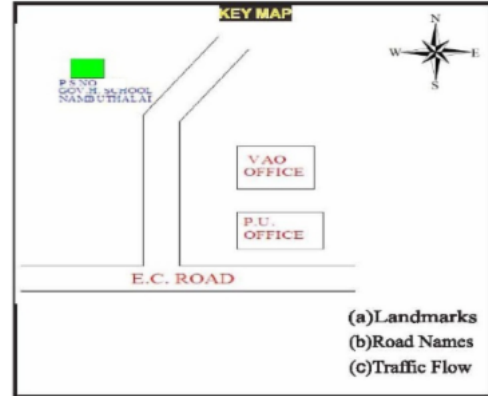 KEY MAP
N
W E
S
P.S NO
GOV.H. SCHOOL
NAMBUTHALAI
VAO
OFFICE
P.U.
OFFICE
E.C. ROAD
(a)Landmarks
(b)Road Names
(c)Traffic Flow